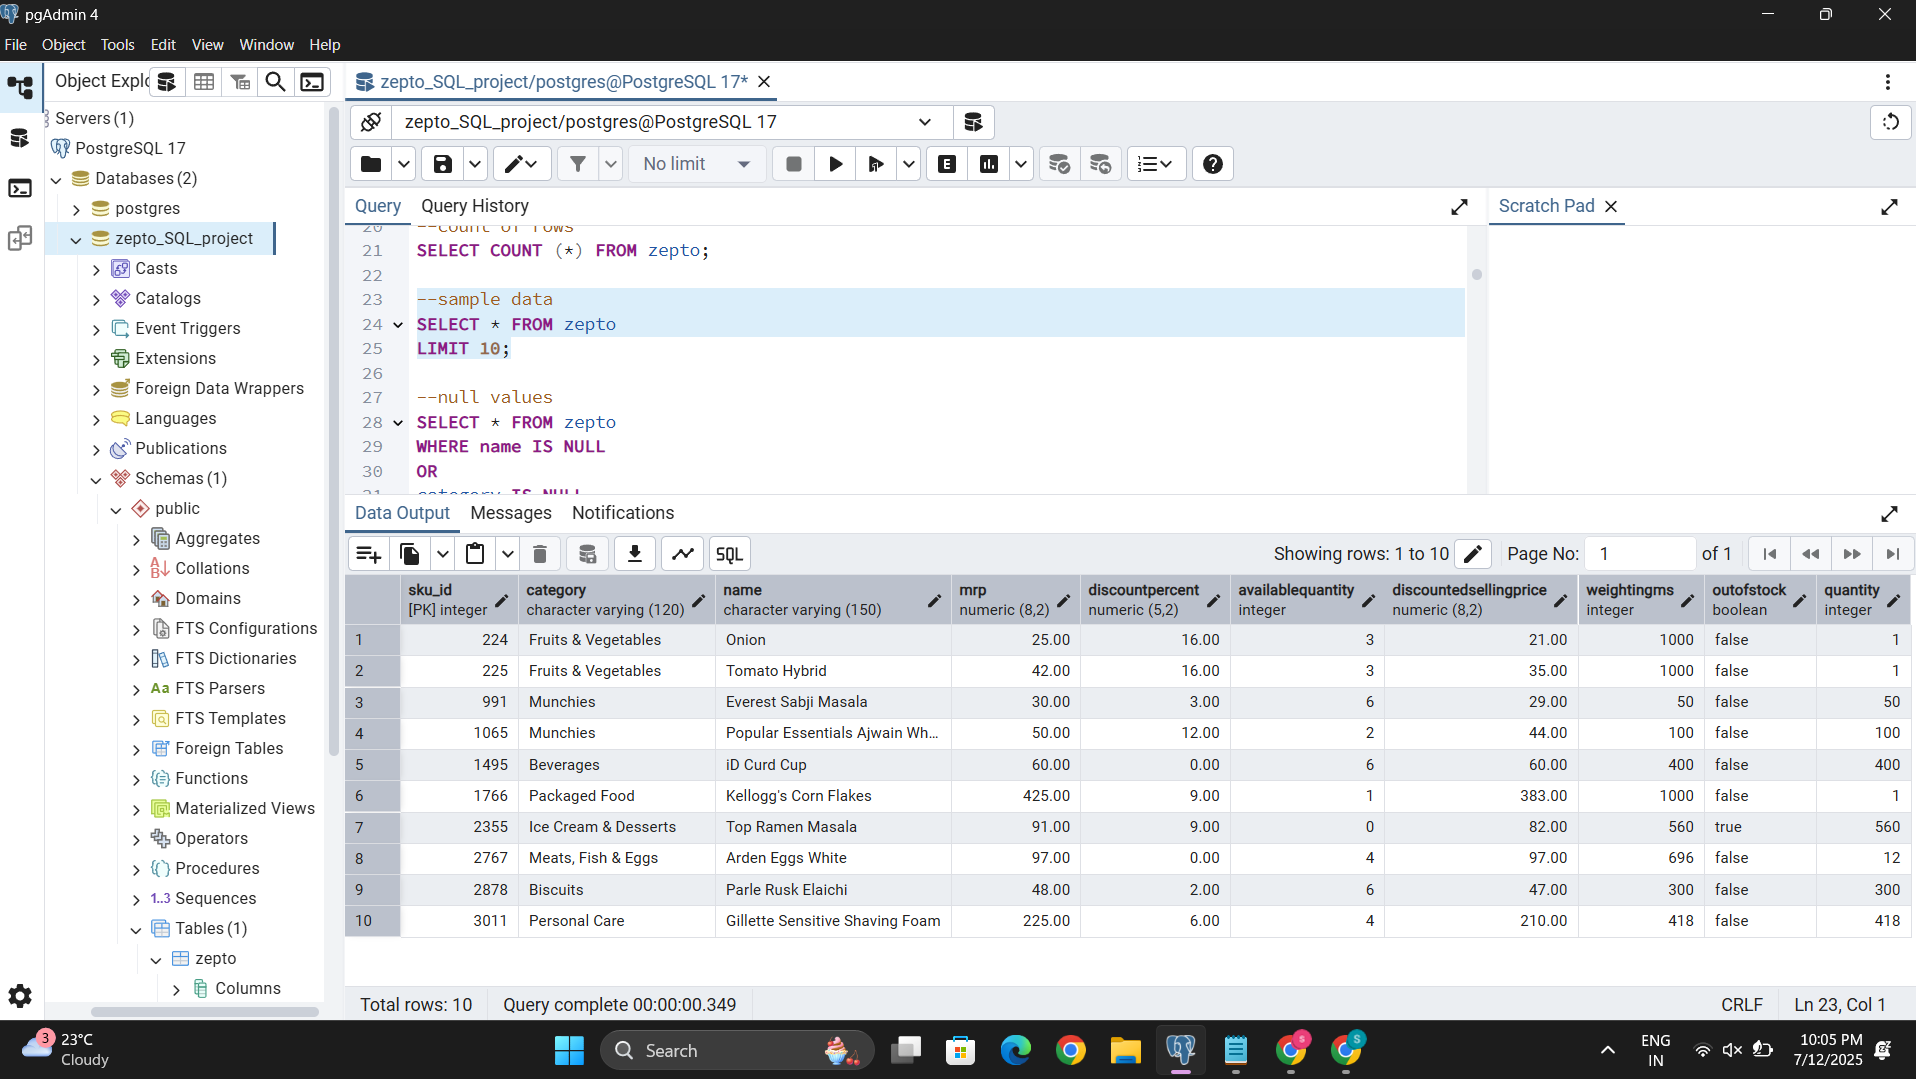 pgAdmin 4
File Object Tools Edit View Window Help
Object Explo
Servers (1)
PostgreSQL 17
Databases (2)
postgres
zepto_SQL_project
Casts
Catalogs
Event Triggers
Extensions
Foreign Data Wrappers
Languages
Publications
Schemas (1)
public
Aggregates
Collations
Domains
FTS Configurations
FTS Dictionaries
Aa FTS Parsers
FTS Templates
Foreign Tables
Functions
Materialized Views
Operators
Procedures
1..3 Sequences
Tables (1)
zepto
Columns
zepto_SQL_project/postgres@PostgreSQL 17*
zepto_SQL_project/postgres@PostgreSQL 17
No limit
E
Query Query History
Scratch Pad
20 --count of rows
21 SELECT COUNT (*) FROM zepto;
22
23 --sample data
24 SELECT * FROM zepto
25 LIMIT 10;
26
27 --null values
28 SELECT * FROM zepto
29 WHERE name IS NULL
30 OR
31 category IS NULL
Data Output Messages Notifications
SQL
Showing rows: 1 to 10 Page No: 1 of 1
sku_id category name mrp discountpercent availablequantity discountedsellingprice weightingms outofstock quantity
[PK] integer character varying (120) character varying (150) numeric (8,2) numeric (5,2) integer numeric (8,2) integer boolean integer
1 224 Fruits & Vegetables Onion 25.00 16.00 3 21.00 1000 false 1
2 225 Fruits & Vegetables Tomato Hybrid 42.00 16.00 3 35.00 1000 false 1
3 991 Munchies Everest Sabji Masala 30.00 3.00 6 29.00 50 false 50
4 1065 Munchies Popular Essentials Ajwain Wh... 50.00 12.00 2 44.00 100 false 100
5 1495 Beverages iD Curd Cup 60.00 0.00 6 60.00 400 false 400
6 1766 Packaged Food Kellogg's Corn Flakes 425.00 9.00 1 383.00 1000 false 1
7 2355 Ice Cream & Desserts Top Ramen Masala 91.00 9.00 0 82.00 560 true 560
8 2767 Meats, Fish & Eggs Arden Eggs White 97.00 0.00 4 97.00 696 false 12
9 2878 Biscuits Parle Rusk Elaichi 48.00 2.00 6 47.00 300 false 300
10 3011 Personal Care Gillette Sensitive Shaving Foam 225.00 6.00 4 210.00 418 false 418
Total rows: 10 Query complete 00:00:00.349
CRLF Ln 23, Col 1
3
23°C
Cloudy
Search
S
S
ENG
IN
10:05 PM
7/12/2025